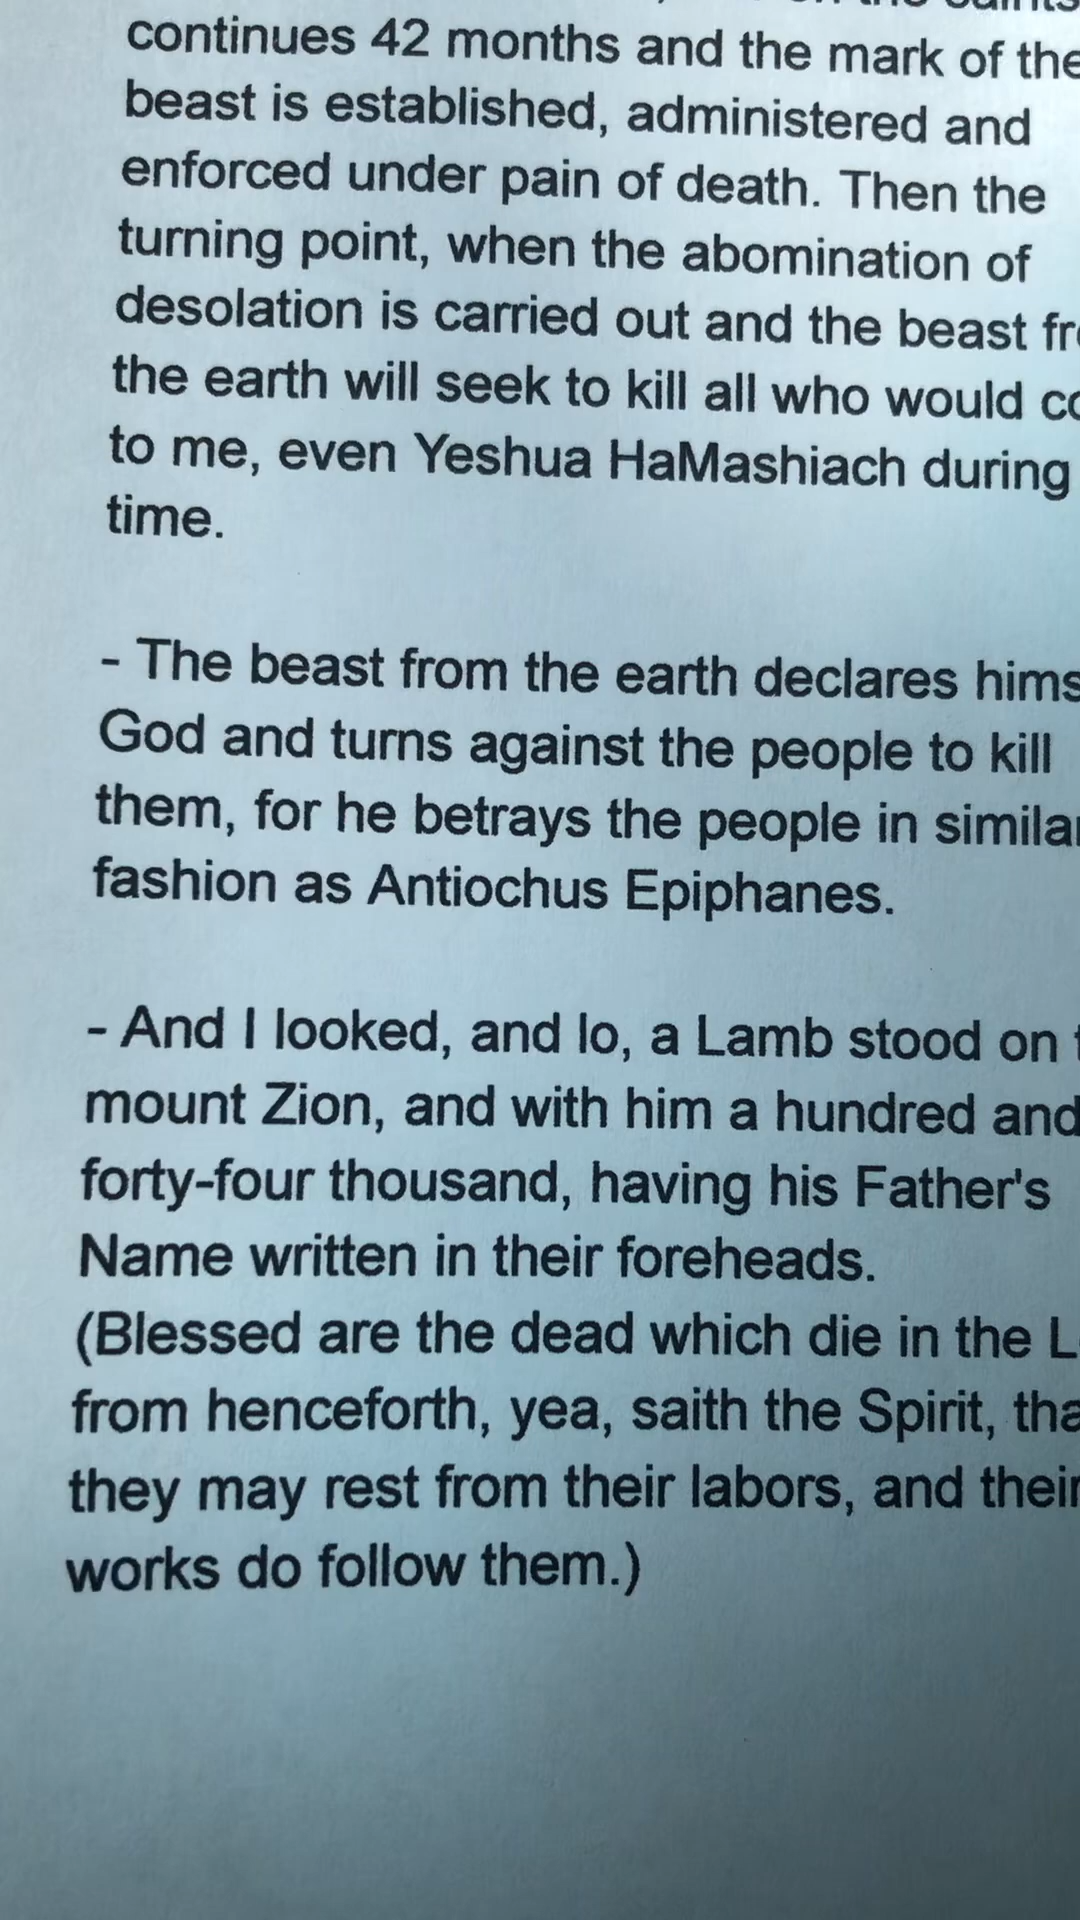 continues 42 months and the mark of the
beast is established, administered and
enforced under pain of death. Then the
turning point, when the abomination of
desolation is carried out and the beast
the earth will seek to kill all who would
to me, even Yeshua HaMashiach during
time.
- The beast from the earth declares
God and turns against the people to kill
them, for he betrays the people in similar
fashion as Antiochus Epiphanes.
- And I looked, and lo, a Lamb stood on
mount Zion, and with him a hundred and
forty-four thousand, having his Father's
Name written in their foreheads.
(Blessed are the dead which die in the
from henceforth, yea, saith the Spirit,
they may rest from their labors, and their
works do follow them.)